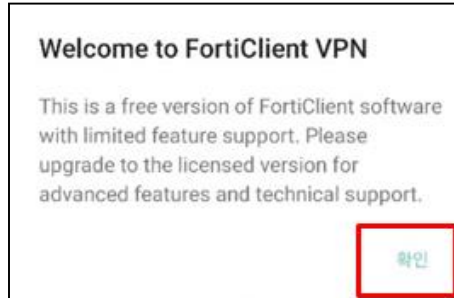 Welcome to FortiClient VPN
This is a free version of FortiClient software
with limited feature support. Please
upgrade to the licensed version for
advanced features and technical support.
확인